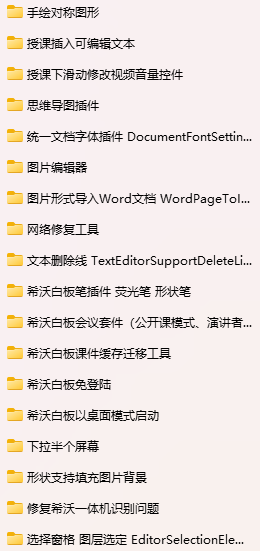 手绘对称图形
授课插入可编辑文本
授课下滑动修改视频音量控件
思维导图插件
统一文档字体插件 DocumentFontSettin...
图片编辑器
图片形式导入Word文档 WordPageToI...
网络修复工具
文本删除线 TextEditorSupportDeleteLi...
希沃白板笔插件 荧光笔 形状笔
希沃白板会议套件（公开课模式、演讲者...
希沃白板课件缓存迁移工具
希沃白板免登陆
希沃白板以桌面模式启动
下拉半个屏幕
形状支持填充图片背景
修复希沃一体机识别问题
选择窗格 图层选定 EditorSelectionEle...